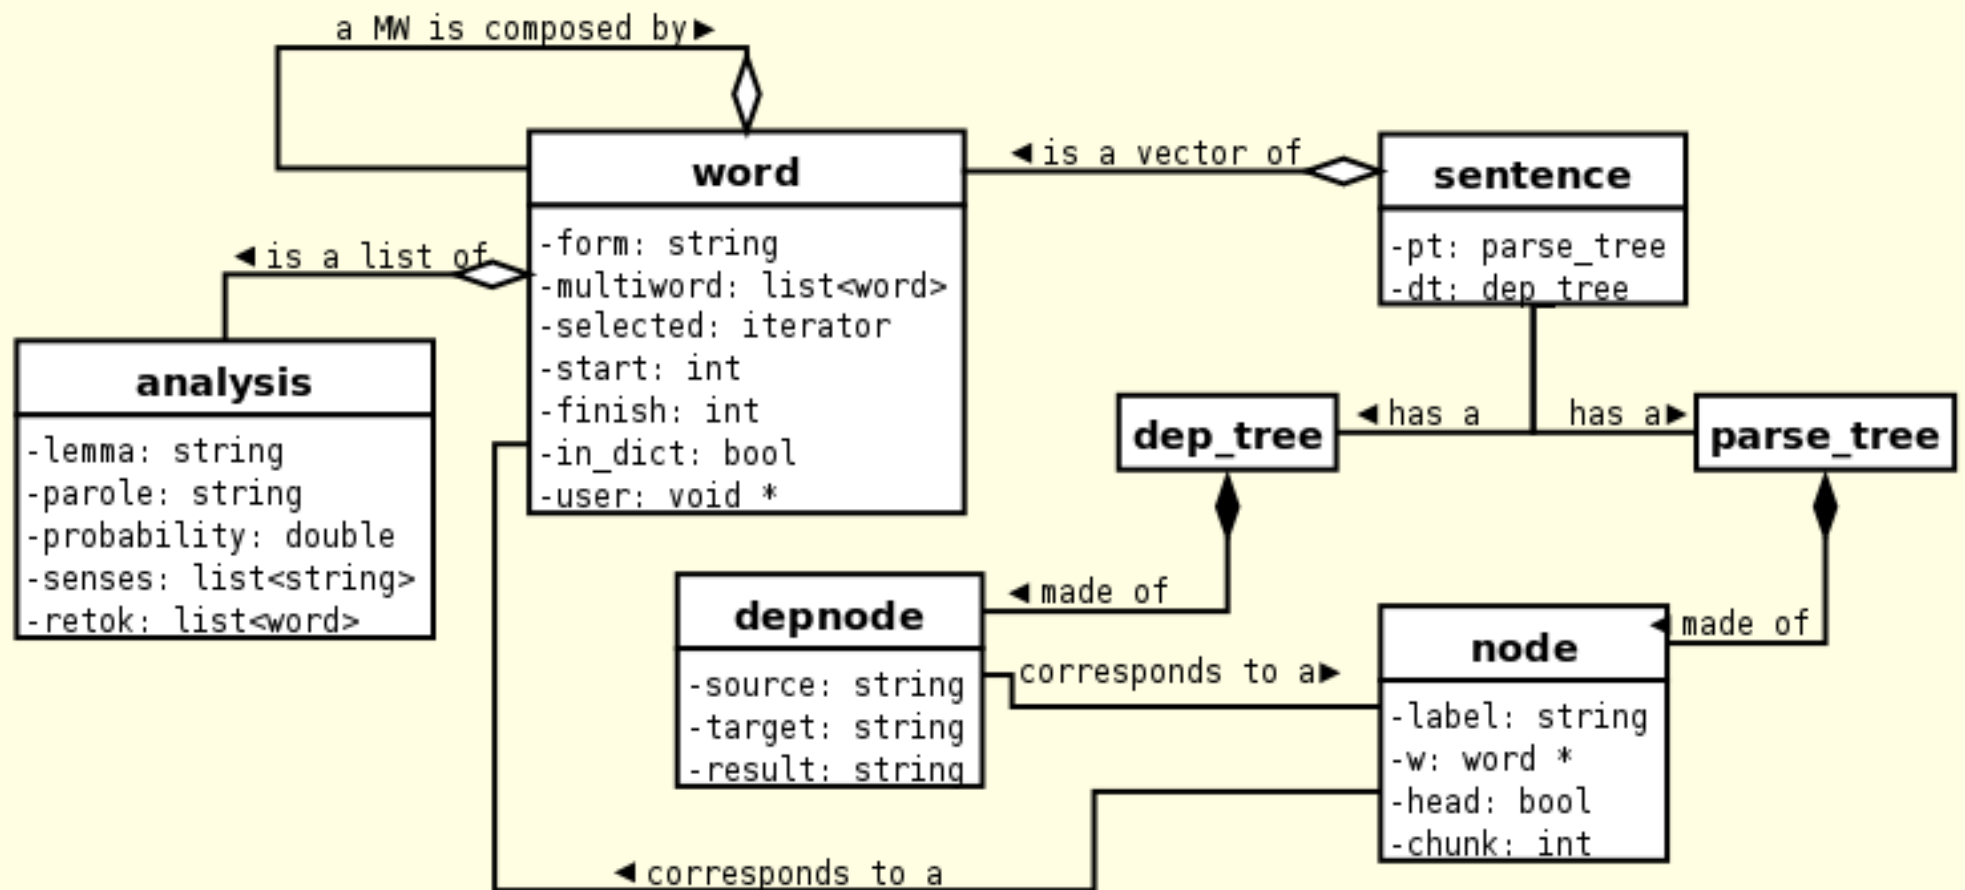 a MW is composed by►
word
-form: string
-multiword: list<word>
-selected: iterator
-start: int
-finish: int
-in_dict: bool
-user: void *
◄is a vector of
sentence
-pt: parse_tree
-dt: dep_tree
◄is a list of
analysis
-lemma: string
-parole: string
-probability: double
-senses: list<string>
-retok: list<word>
◄has a
has a►
dep_tree
parse_tree
◄made of
depnode
-source: string
-target: string
-result: string
◄made of
node
-label: string
-w: word *
-head: bool
-chunk: int
corresponds to a►
◄corresponds to a